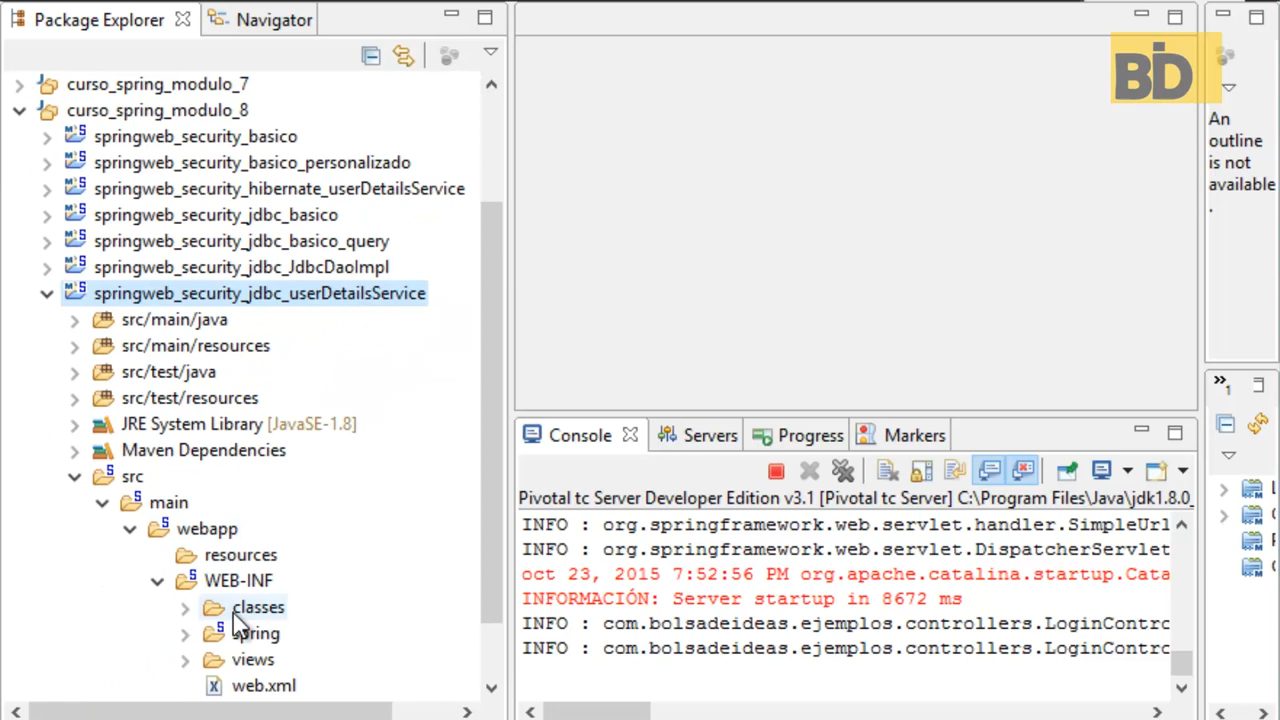 Package Explorer
Navigator
curso_spring_modulo_7
curso_spring_modulo_8
springweb_security_basico
springweb_security_basico_personalizado
springweb_security_hibernate_userDetailsService
springweb_security_jdbc_basico
springweb_security_jdbc_basico_query
springweb_security_jdbc_JdbcDaoImpl
springweb_security_jdbc_userDetailsService
src/main/java
src/main/resources
src/test/java
src/test/resources
JRE System Library [JavaSE-1.8]
Maven Dependencies
src
main
webapp
resources
WEB-INF
classes
spring
views
web.xml
BD
An
outline
is not
available
.
Console
Servers
Progress
Markers
Pivotal tc Server Developer Edition v3.1 [Pivotal tc Server] C:\Program Files\Java\jdk1.8.0_
INFO : org.springframework.web.servlet.handler.SimpleUrl
INFO : org.springframework.web.servlet.DispatcherServlet
oct 23, 2015 7:52:56 PM org.apache.catalina.startup.Cata
INFORMACIÓN: Server startup in 8672 ms
INFO : com.bolsadeideas.ejemplos.controllers.LoginContro
INFO : com.bolsadeideas.ejemplos.controllers.LoginContro